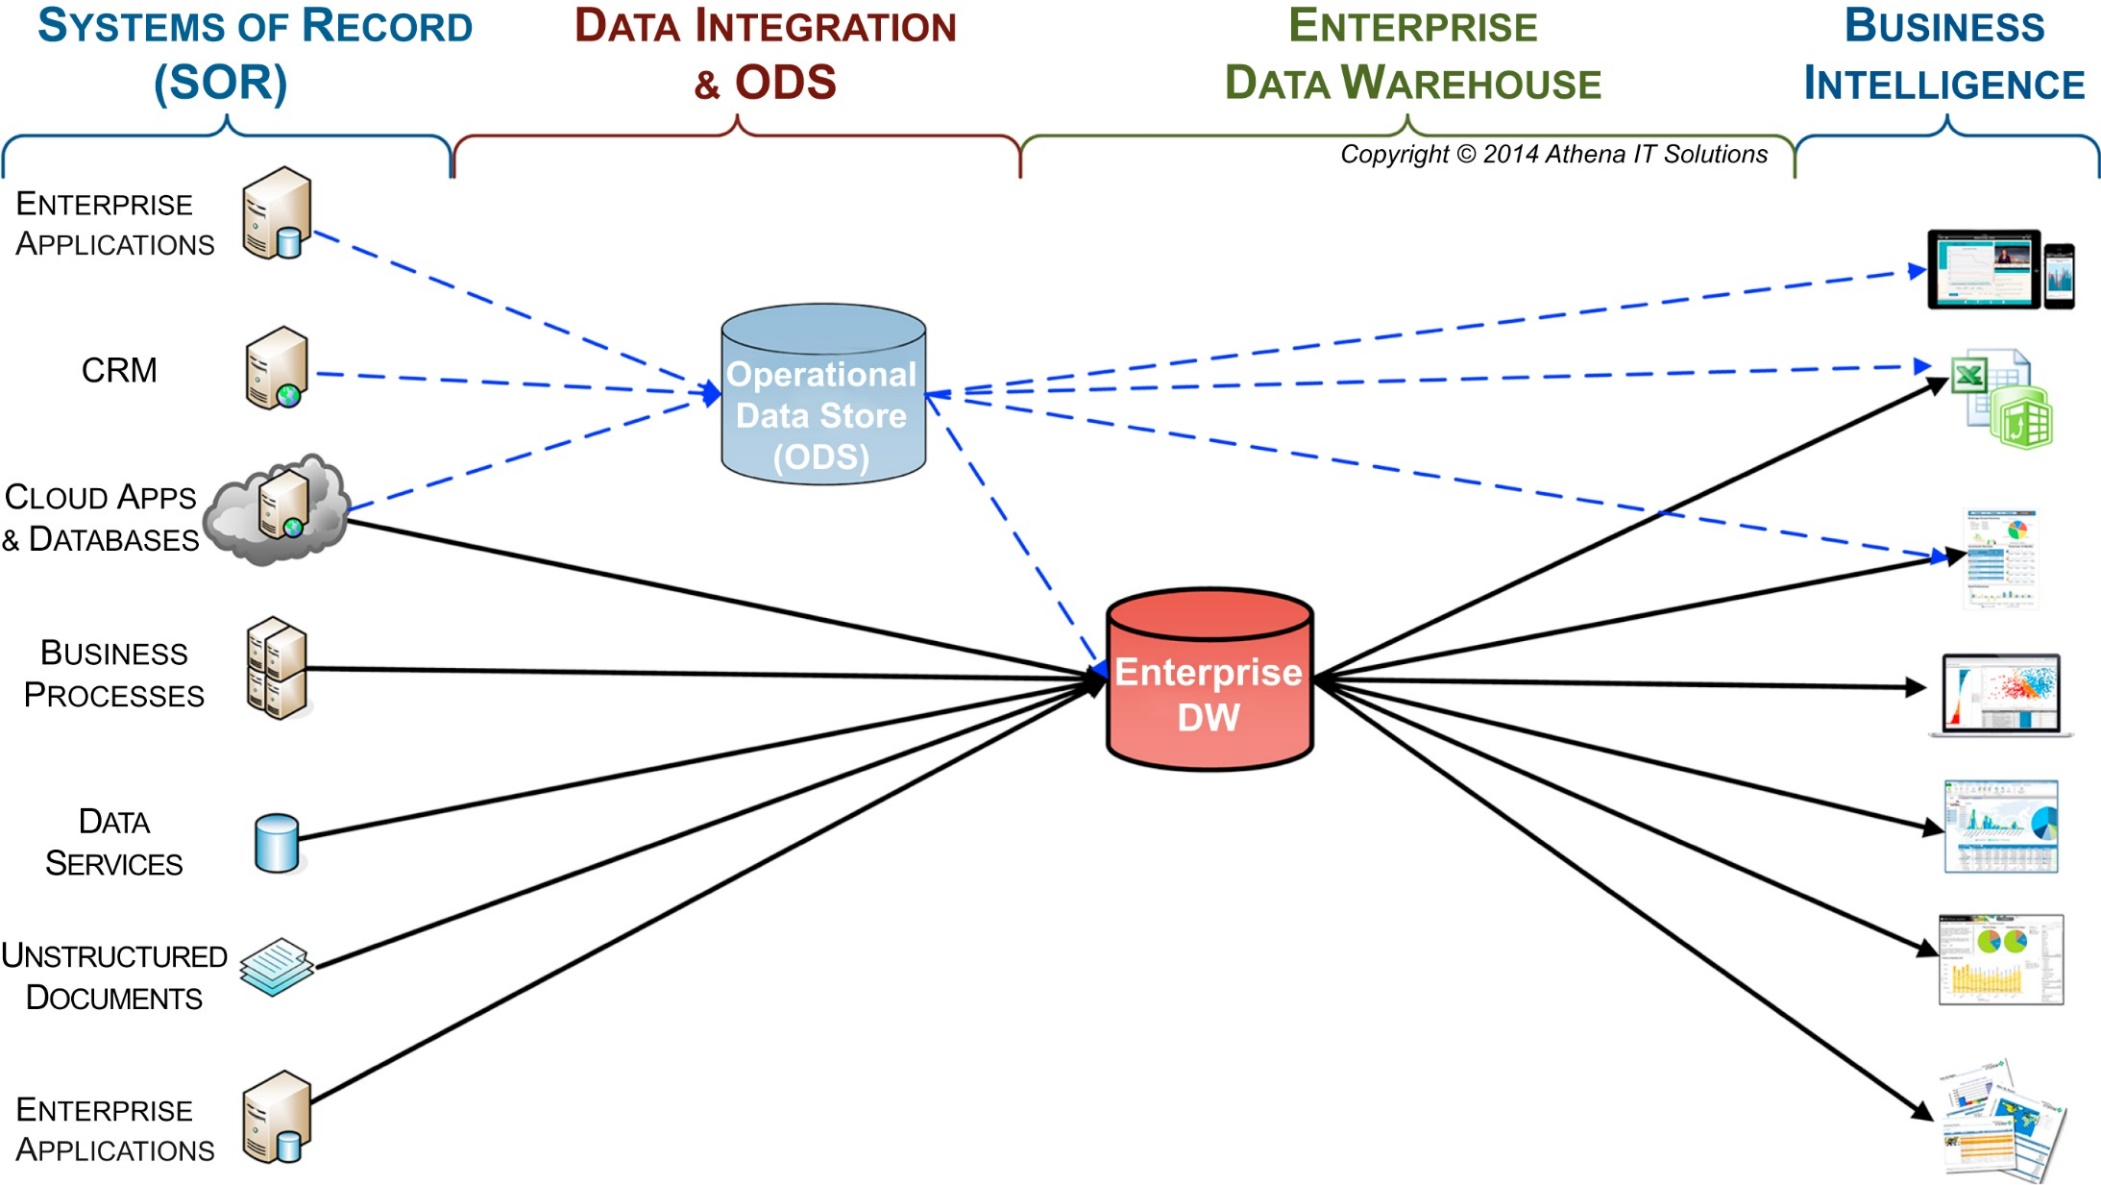 SYSTEMS OF RECORD
(SOR)
DATA INTEGRATION
& ODS
ENTERPRISE
DATA WAREHOUSE
BUSINESS
INTELLIGENCE
Copyright © 2014 Athena IT Solutions
ENTERPRISE
APPLICATIONS
CRM
CLOUD APPS
& DATABASES
BUSINESS
PROCESSES
DATA
SERVICES
UNSTRUCTURED
DOCUMENTS
ENTERPRISE
APPLICATIONS
Operational
Data Store
(ODS)
Enterprise
DW